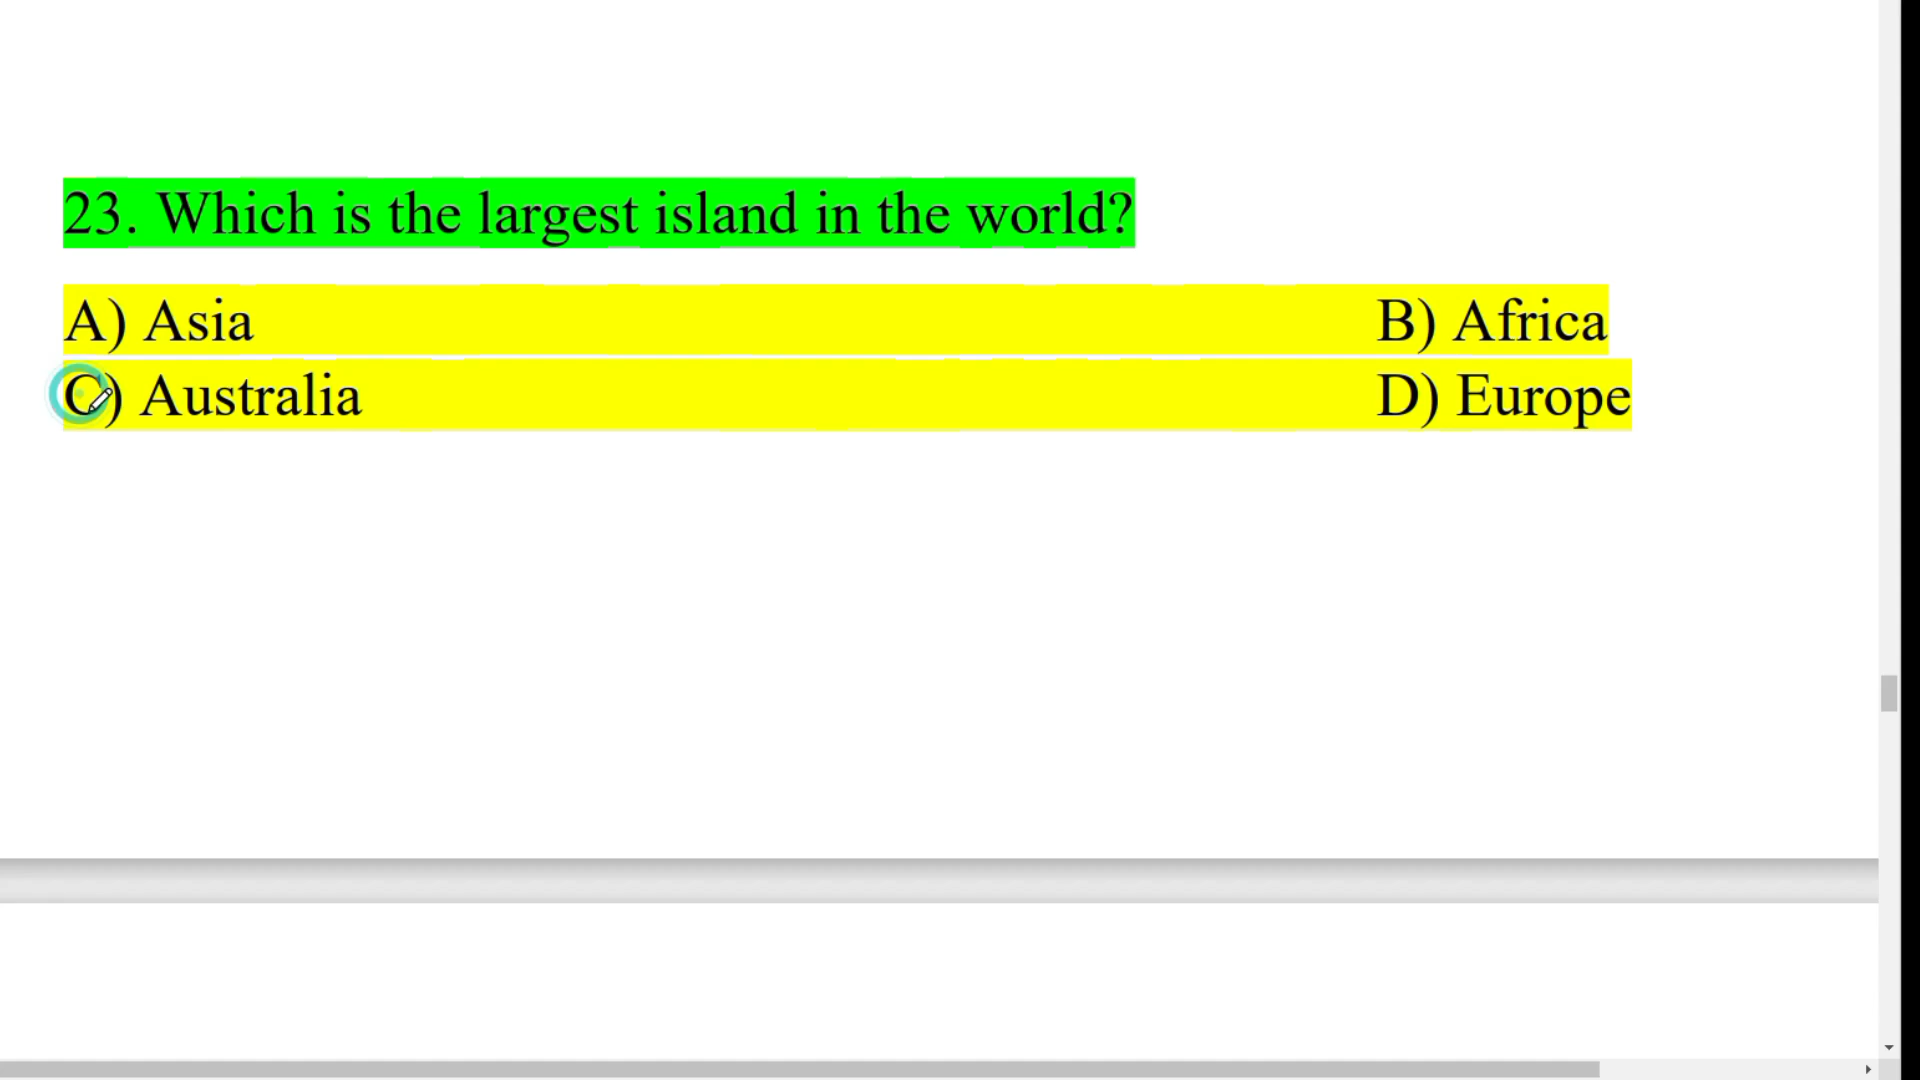 23. Which is the largest island in the world?
A) Asia B) Africa
C) Australia D) Europe